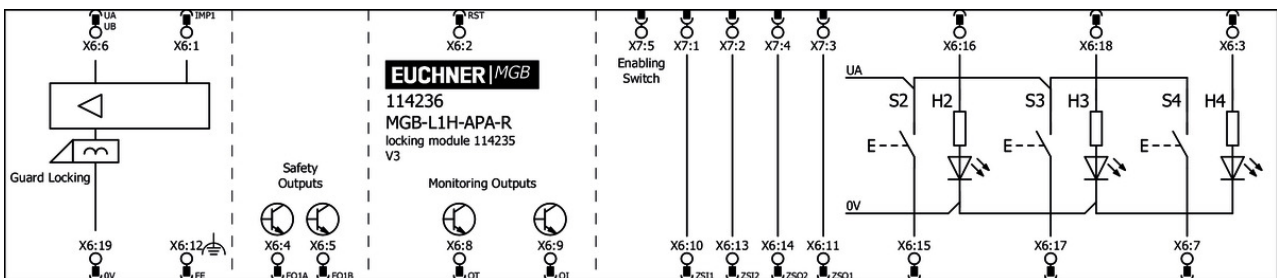 UA
UB
IMP1
RST
X6:6
X6:1
X6:2
X7:5
X7:1
X7:2
X7:4
X7:3
X6:16
X6:18
X6:3
Enabling
Switch
EUCHNER MGB
114236
MGB-L1H-APA-R
locking module 114235
V3
UA
S2
H2
S3
H3
S4
H4
E
E
E
Guard Locking
Safety
Outputs
Monitoring Outputs
0V
X6:19
X6:12
X6:4
X6:5
X6:8
X6:9
X6:10
X6:13
X6:14
X6:11
X6:15
X6:17
X6:7
0V
FE
FO1A
FO1B
OT
OI
ZSI1
ZSI2
ZSO2
ZSO1